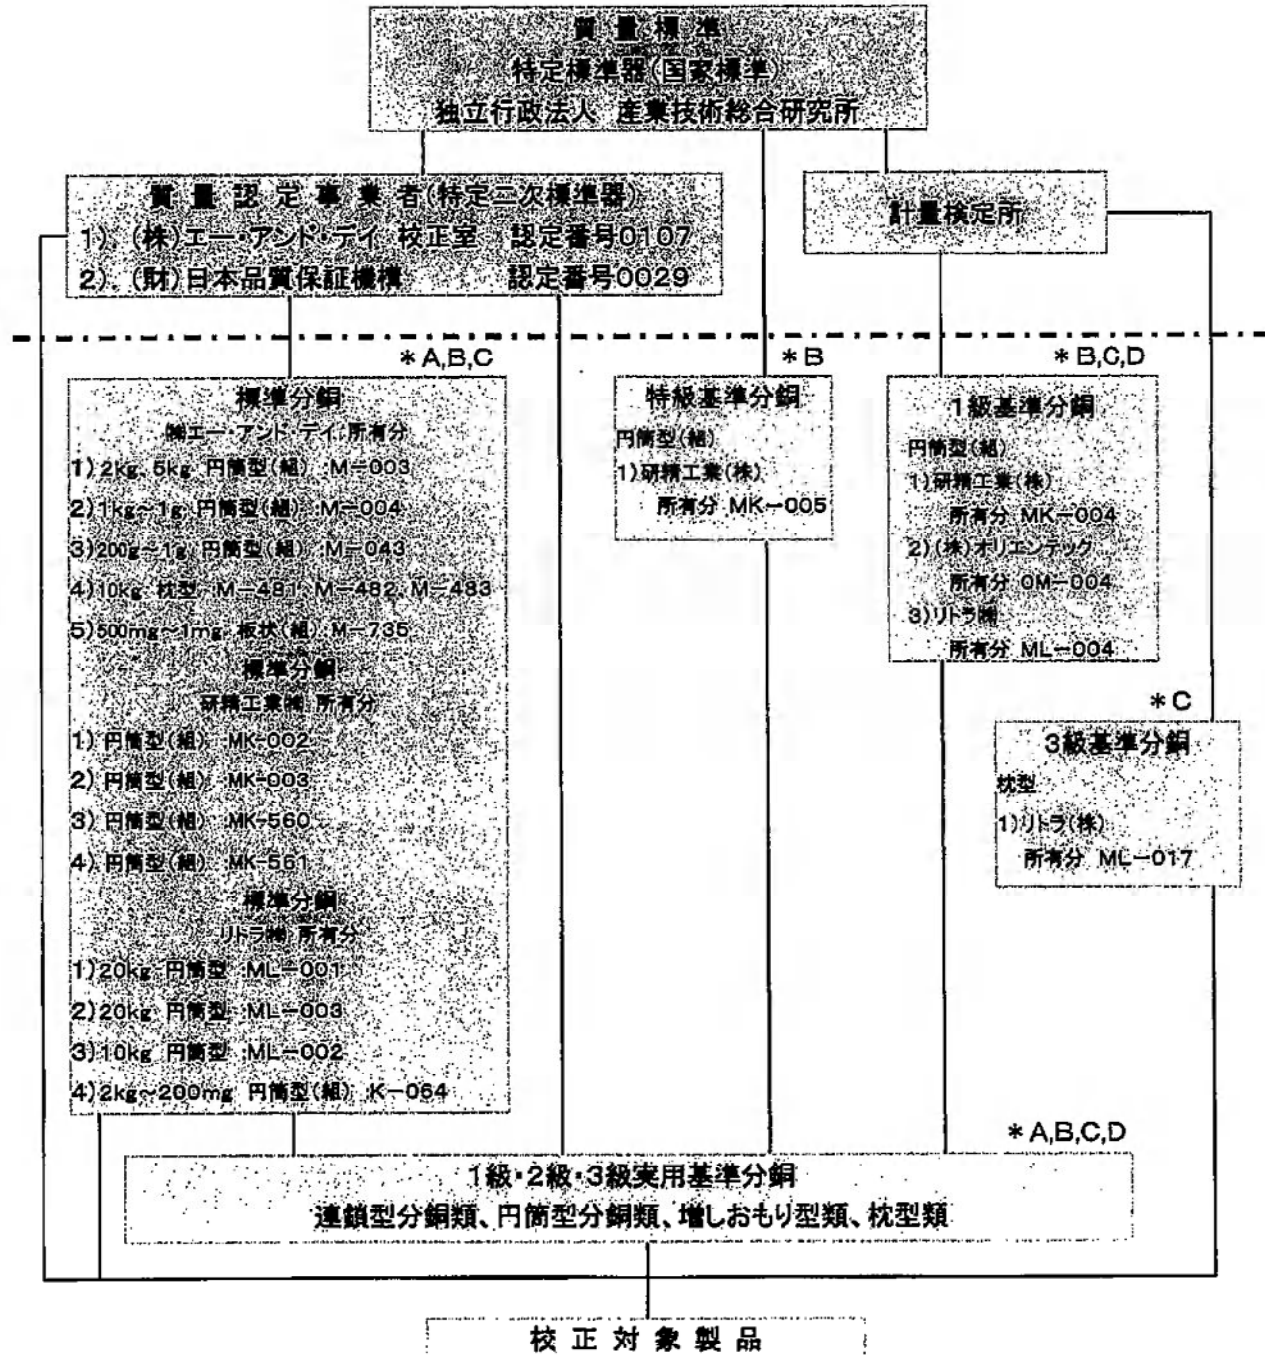 質量標準
特定標準器(国家標準)
独立行政法人 産業技術総合研究所
質量認定事業者(特定二次標準器)
1). (株)エー・アンド・デイ 校正室 認定番号0107
2). (財)日本品質保証機構 認定番号0029
計量検定所
*A,B,C
標準分銅
㈱エー・アンド・デイ 所有分
1)2kg, 5kg 円筒型(組) :M-003
2)1kg~1g 円筒型(組) :M-004
3)200g~1g 円筒型(組) :M-043
4)10kg 枕型 :M-481、M-482、M-483
5)500mg~1mg 板状(組) :M-735
標準分銅
研精工業㈱ 所有分
1) 円筒型(組) :MK-002
2) 円筒型(組) :MK-003
3) 円筒型(組) :MK-560
4) 円筒型(組) :MK-561
標準分銅
リトラ㈱ 所有分
1)20kg 円筒型 :ML-001
2)20kg 円筒型 :ML-003
3)10kg 円筒型 :ML-002
4)2kg~200mg 円筒型(組) :K-064
*B
特級基準分銅
円筒型(組)
1)研精工業(株)
所有分 MK-005
*B,C,D
1級基準分銅
円筒型(組)
1)研精工業(株)
所有分 MK-004
2)(株)オリエンテック
所有分 OM-004
3)リトラ㈱
所有分 ML-004
*C
3級基準分銅
枕型
1)リトラ(株)
所有分 ML-017
*A,B,C,D
1級・2級・3級実用基準分銅
連鎖型分銅類、円筒型分銅類、増しおもり型類、枕型類
校正対象製品